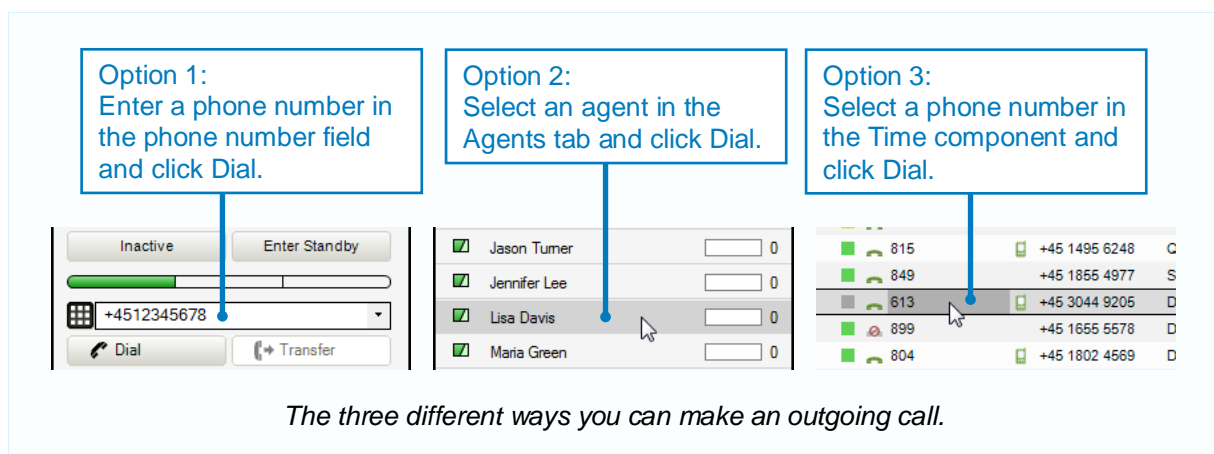 Option 1:
Enter a phone number in
the phone number field
and click Dial.
Option 2:
Select an agent in the
Agents tab and click Dial.
Option 3:
Select a phone number in
the Time component and
click Dial.
Inactive Enter Standby
+4512345678
Dial Transfer
Jason Turner 0
Jennifer Lee 0
Lisa Davis 0
Maria Green 0
815 +45 1495 6248 Q
849 +45 1855 4977 S
613 +45 3044 9205 D
899 +45 1655 5578 D
804 +45 1802 4569 D
The three different ways you can make an outgoing call.